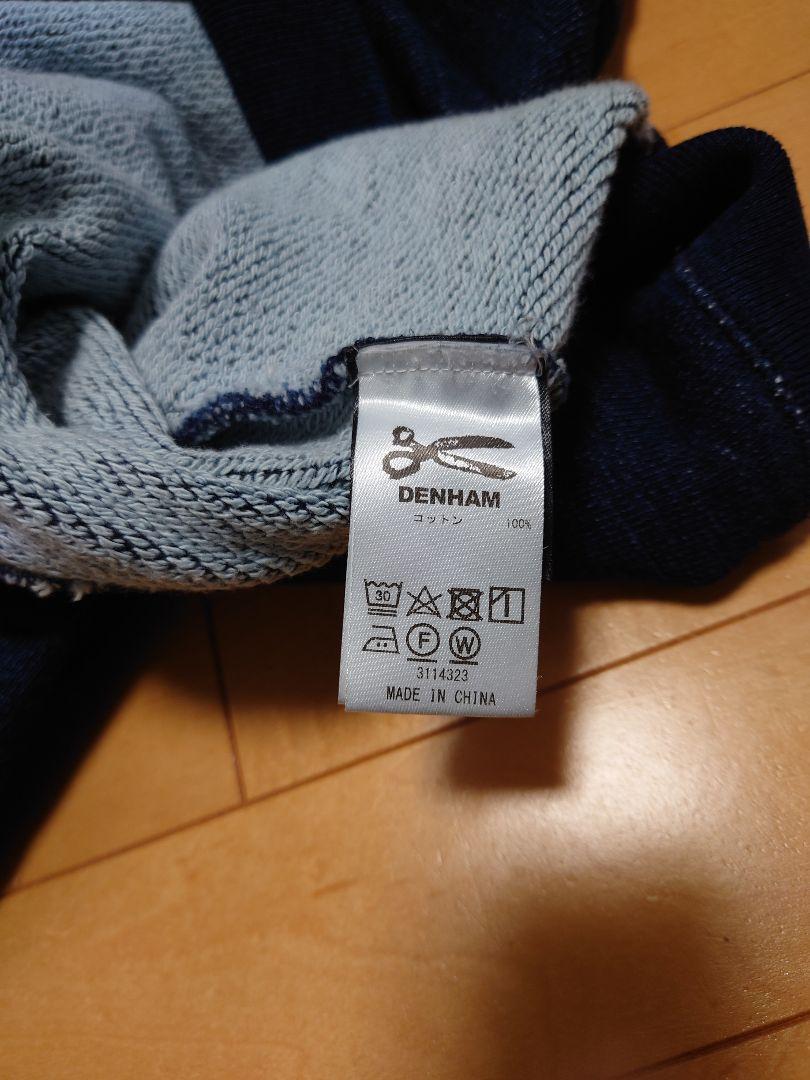 DENHAM
コットン 100%
30
F W
3114323
MADE IN CHINA